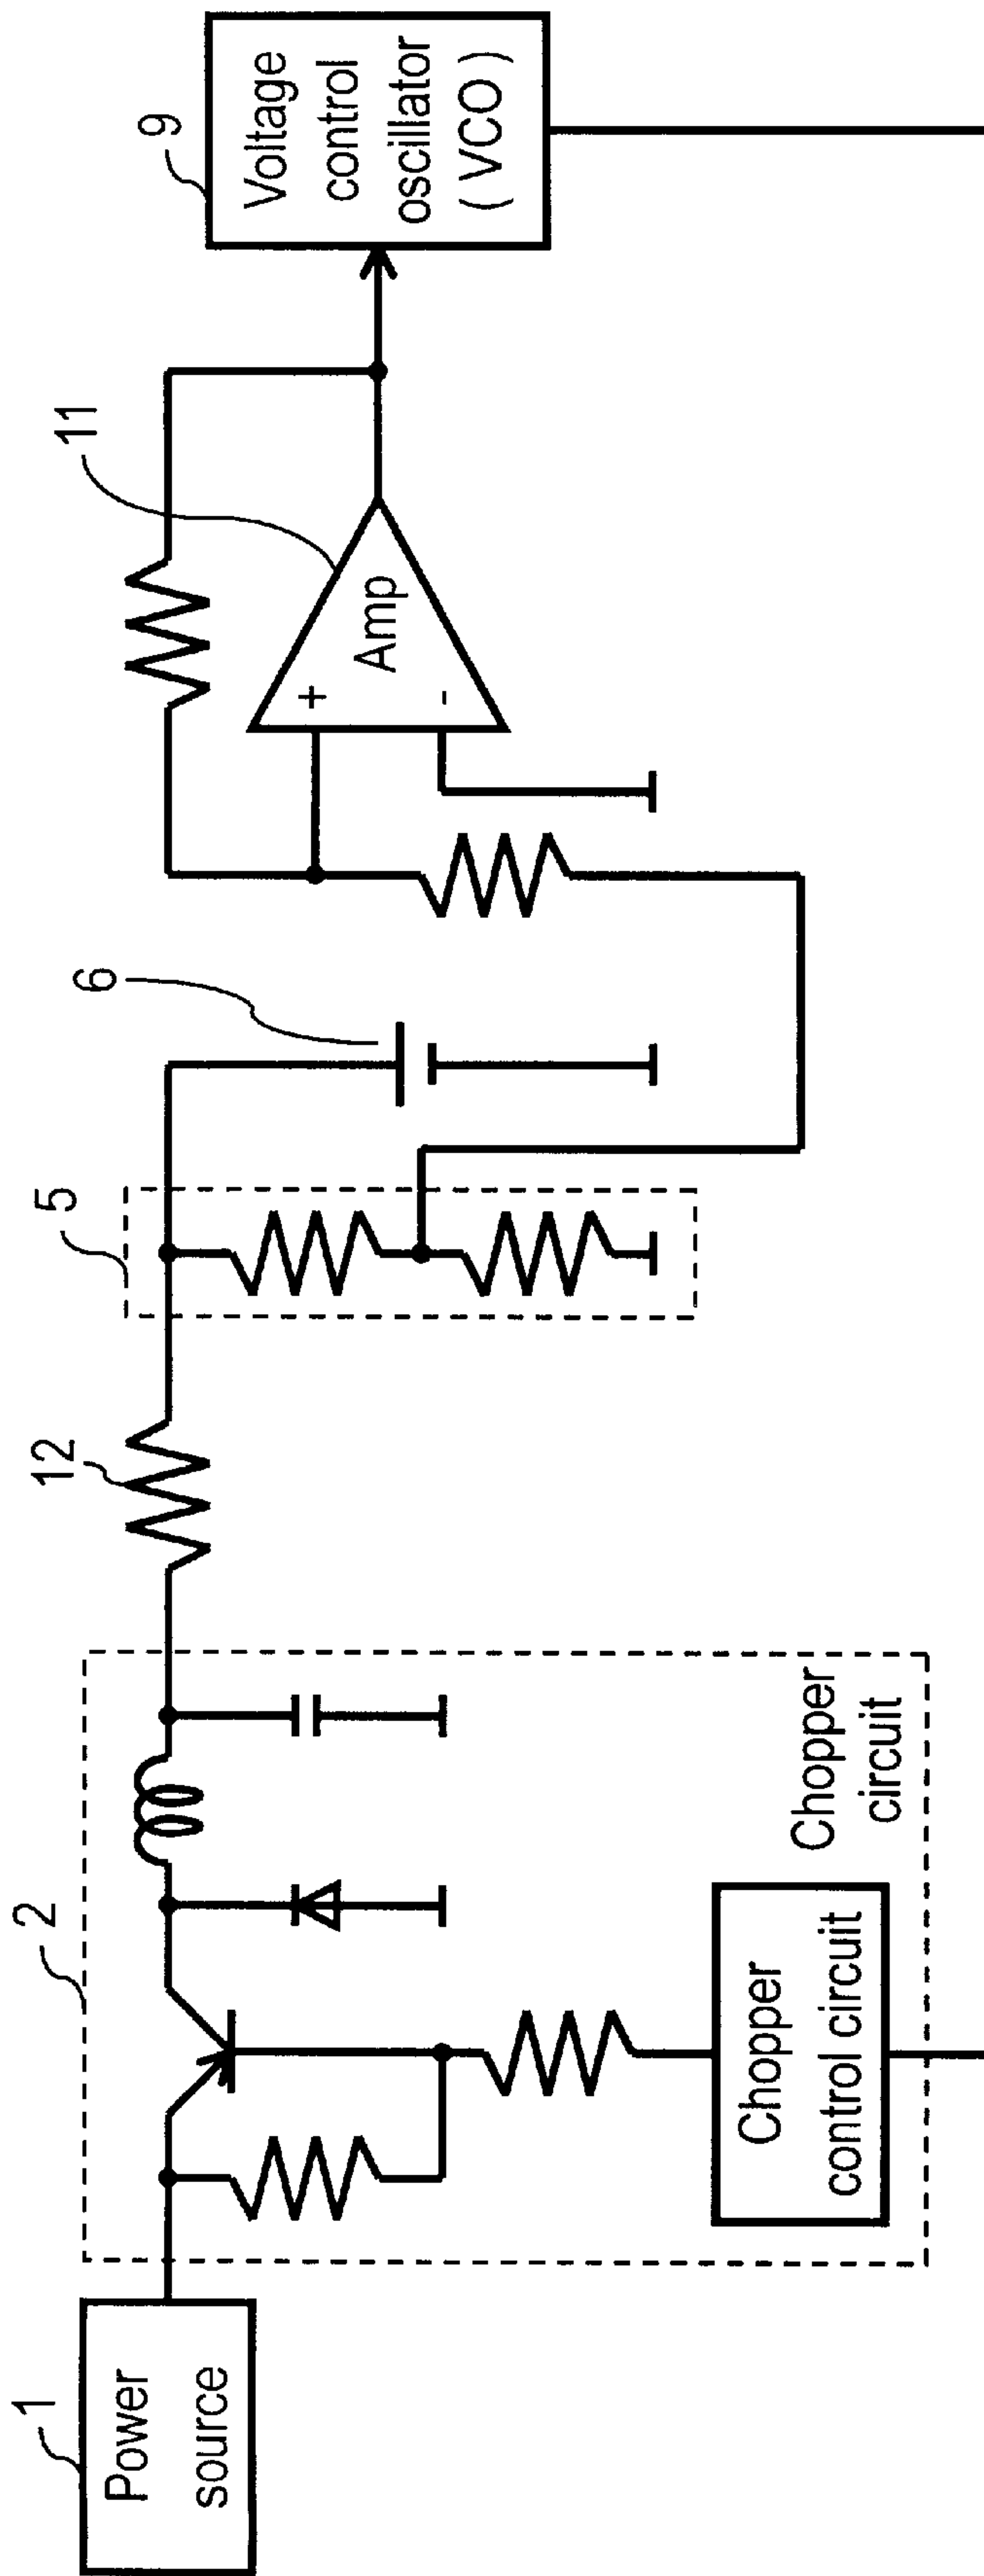 1
Power
source
2
Chopper
control circuit
Chopper
circuit
12
5
6
11
+
-
Amp
9
Voltage
control
oscillator
( VCO )